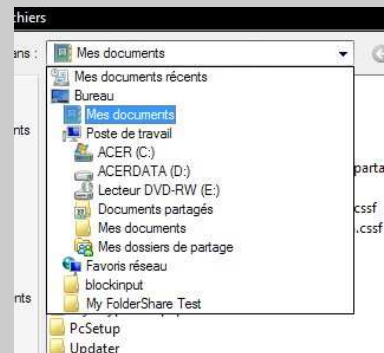 chiers
ans : Mes documents
Mes documents récents
Bureau
Mes documents
nts
Poste de travail
ACER (C:)
ACERDATA (D:)
parta
Lecteur DVD-RW (E:)
Documents partagés
cssf
Mes documents
.cssf
Mes dossiers de partage
Favoris réseau
blockinput
nts
My FolderShare Test
PcSetup
Updater